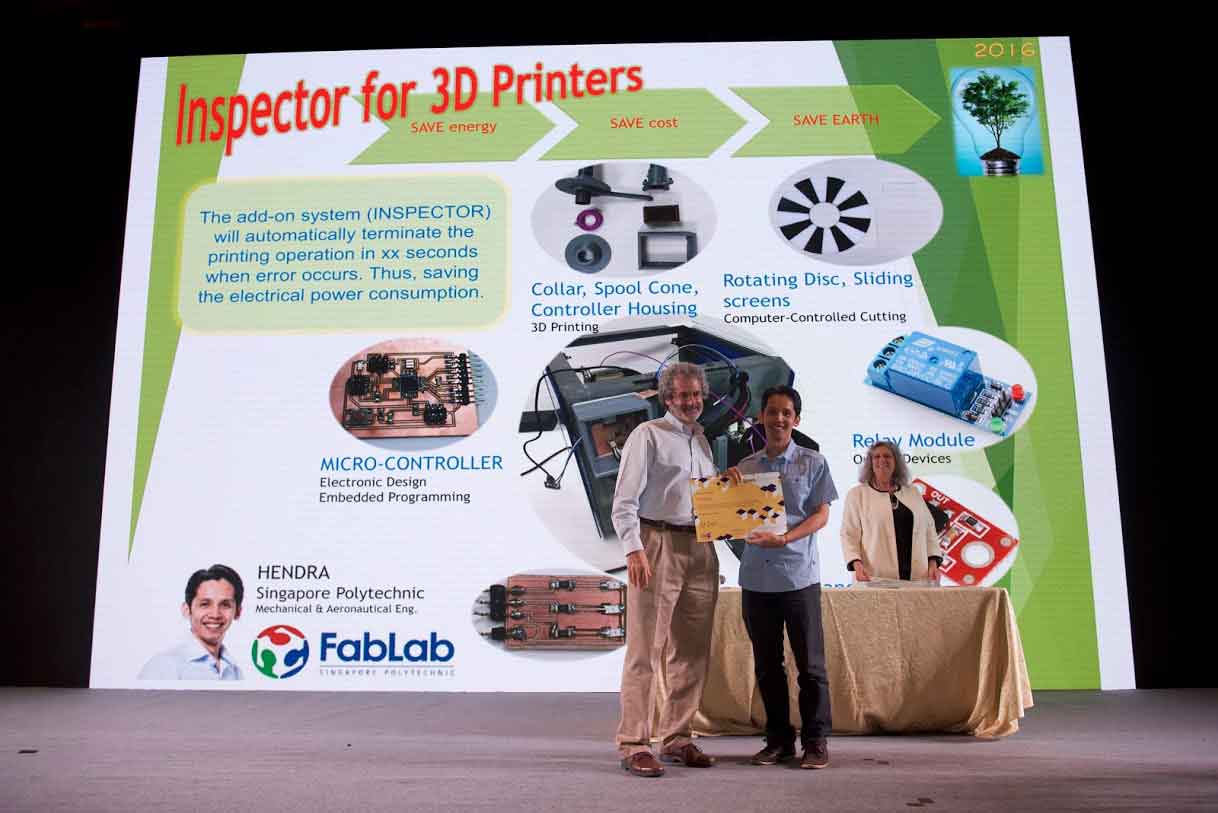 2016
Inspector for 3D Printers
SAVE energy
SAVE cost
SAVE EARTH
The add-on system (INSPECTOR)
will automatically terminate the
printing operation in xx seconds
when error occurs. Thus, saving
the electrical power consumption.
Collar, Spool Cone,
Controller Housing
3D Printing
Rotating Disc, Sliding
screens
Computer-Controlled Cutting
MICRO-CONTROLLER
Electronic Design
Embedded Programming
Relay Module
Devices
OUT
HENDRA
Singapore Polytechnic
Mechanical & Aeronautical Eng.
FabLab
SINGAPORE POLYTECHNIC